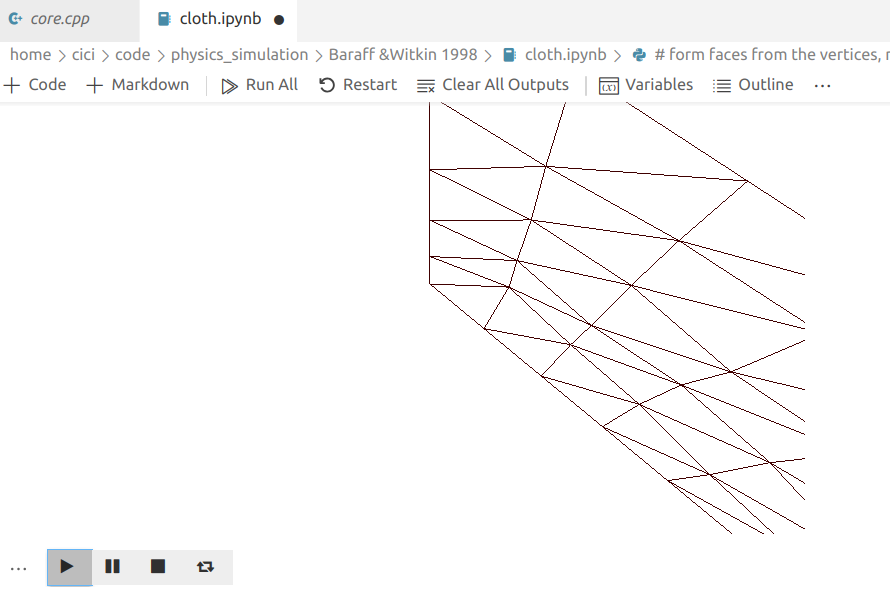 core.cpp cloth.ipynb
home > cici > code > physics_simulation > Baraff &Witkin 1998 > cloth.ipynb > # form faces from the vertices, r
Code Markdown Run All Restart Clear All Outputs (x) Variables Outline ...
...